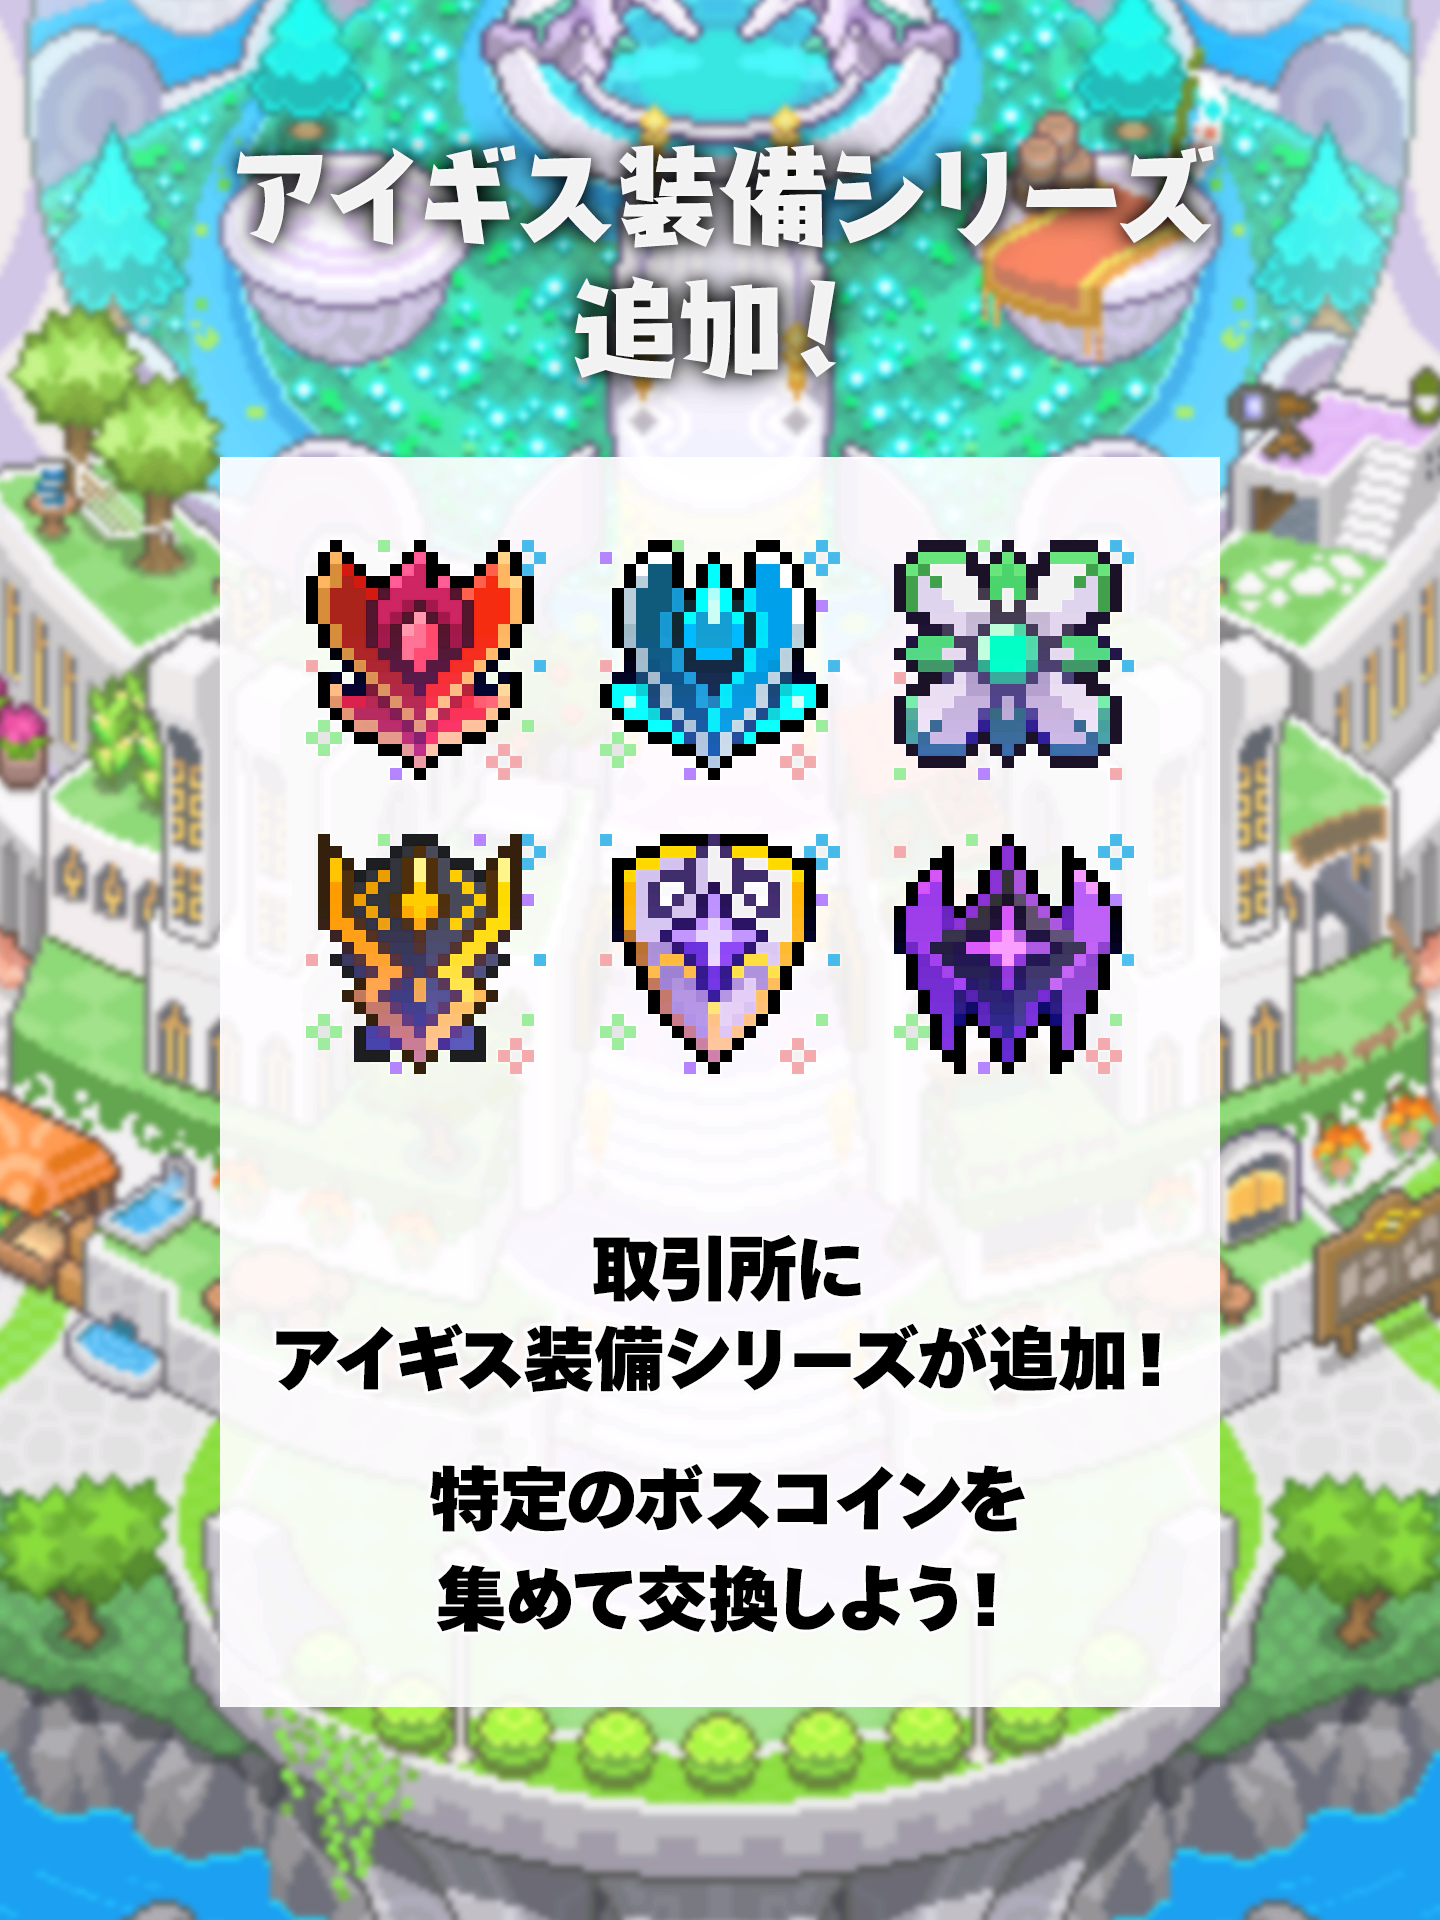 アイギス装備シリーズ
追加！
取引所に
アイギス装備シリーズが追加！
特定のボスコインを
集めて交換しよう！